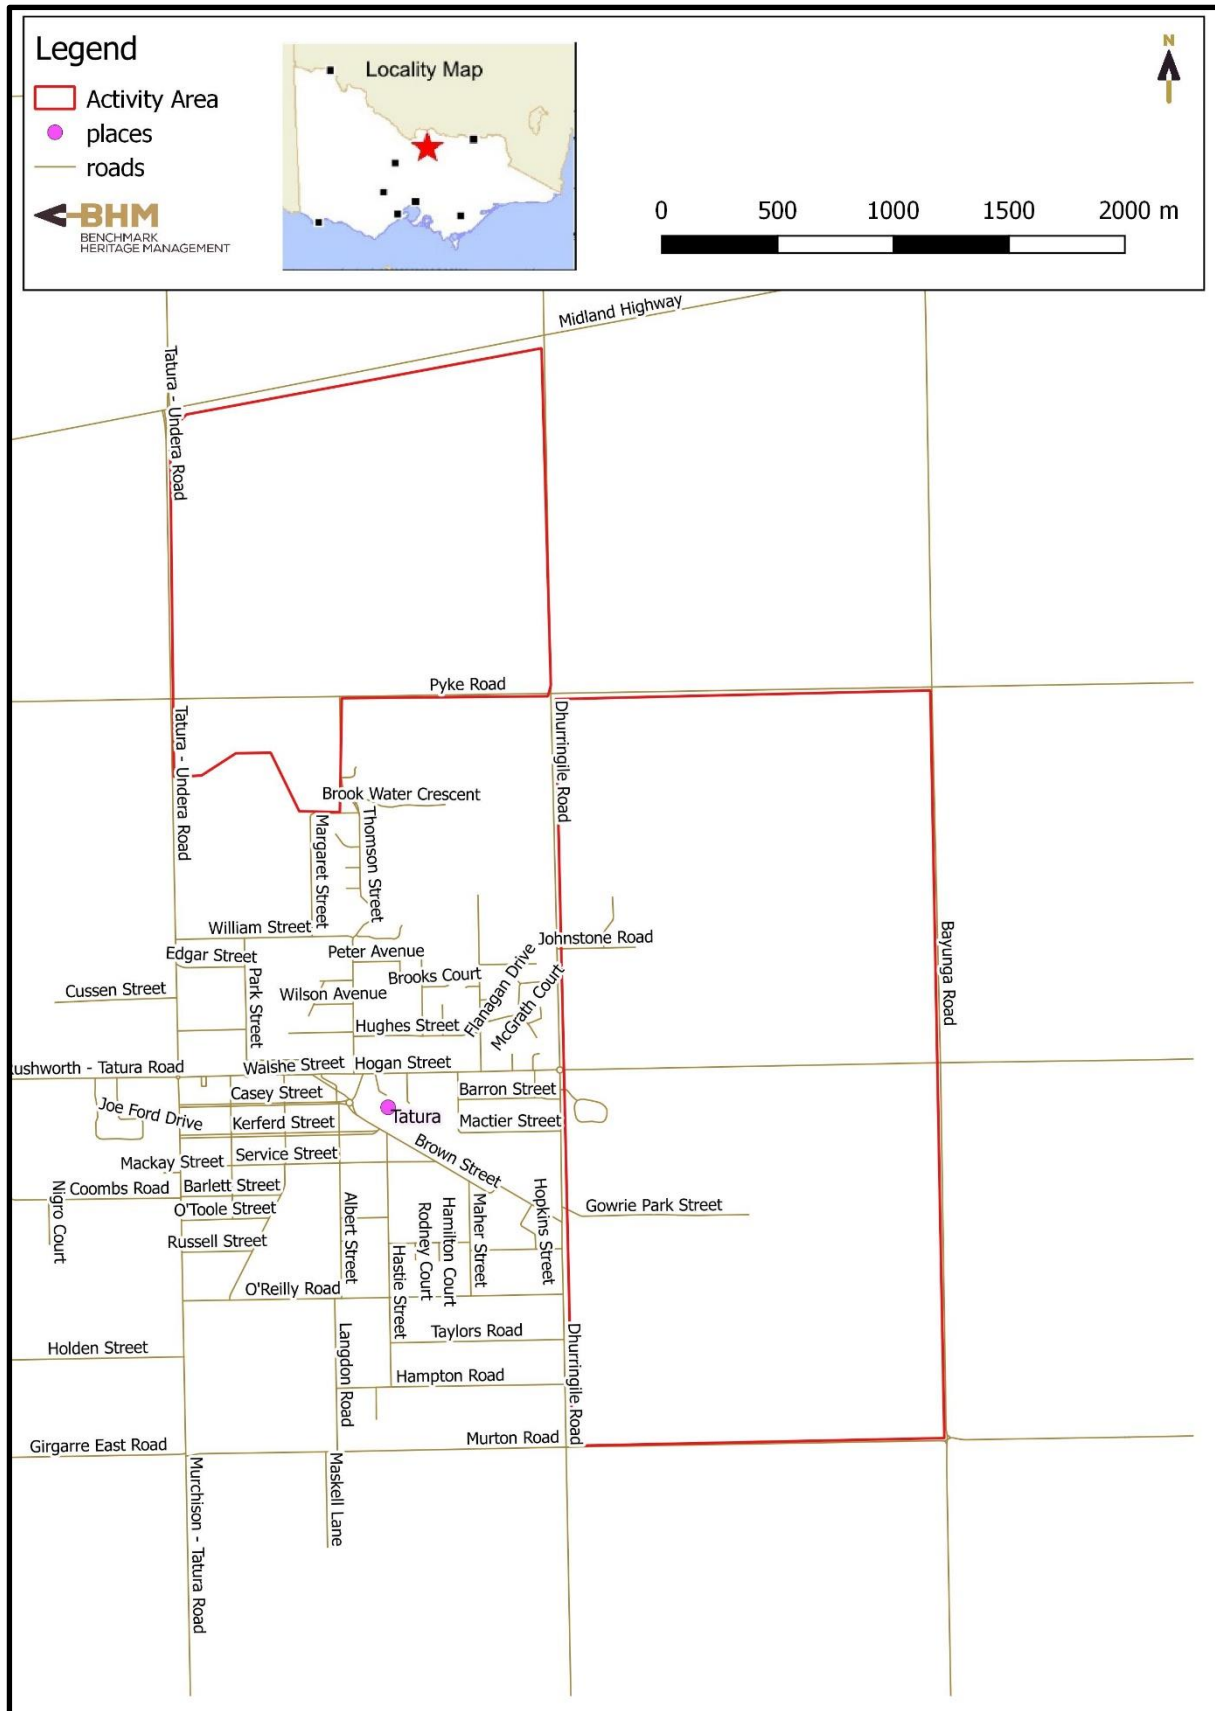 Legend
Activity Area
places
roads
BHM
BENCHMARK
HERITAGE MANAGEMENT
Locality Map
N
0 500 1000 1500 2000 m
Midland Highway
Tatura - Undera Road
Pyke Road
Tatura - Undera Road
Dhurringile Road
Brook Water Crescent
Margaret Street
Thomson Street
William Street
Edgar Street
Park Street
Peter Avenue
Johnstone Road
Bayunga Road
Brooks Court
Flanagan Drive
McGrath Court
Cussen Street
Wilson Avenue
Hughes Street
Rushworth - Tatura Road
Walshe Street
Hogan Street
Casey Street
Barron Street
Joe Ford Drive
Kerferd Street
Tatura
Mactier Street
Brown Street
Mackay Street
Service Street
Coombs Road
Barlett Street
Nigro Court
O'Toole Street
Albert Street
Rodney Court
Hamilton Court
Maher Street
Hopkins Street
Gowrie Park Street
Russell Street
Hastie Street
O'Reilly Road
Langdon Road
Taylors Road
Dhurringile Road
Holden Street
Hampton Road
Girgarre East Road
Murton Road
Murchison - Tatura Road
Maskell Lane